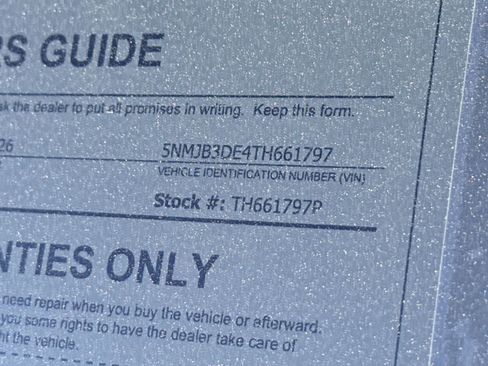 RS GUIDE
sk the dealer to put all promises in writing. Keep this form.
26
5NMJB3DE4TH661797
VEHICLE IDENTIFICATION NUMBER (VIN)
Stock #: TH661797P
NTIES ONLY
need repair when you buy the vehicle or afterward.
you some rights to have the dealer take care of
ht the vehicle.